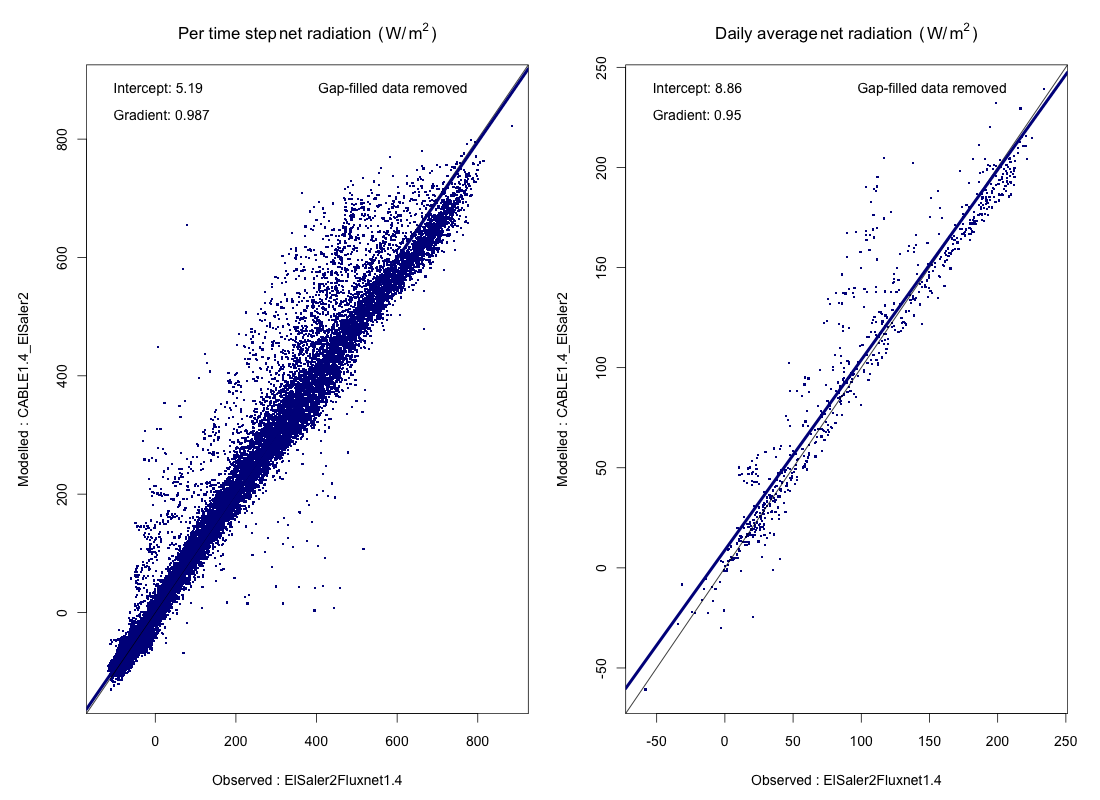 Per time step net radiation (W/m²)
Intercept: 5.19
Gap-filled data removed
Gradient: 0.987
Modelled : CABLE1.4_ElSaler2
800
600
400
200
0
0 200 400 600 800
Observed : ElSaler2Fluxnet1.4
Daily average net radiation (W/m²)
Intercept: 8.86
Gap-filled data removed
Gradient: 0.95
Modelled : CABLE1.4_ElSaler2
250
200
150
100
50
0
-50
-50 0 50 100 150 200 250
Observed : ElSaler2Fluxnet1.4